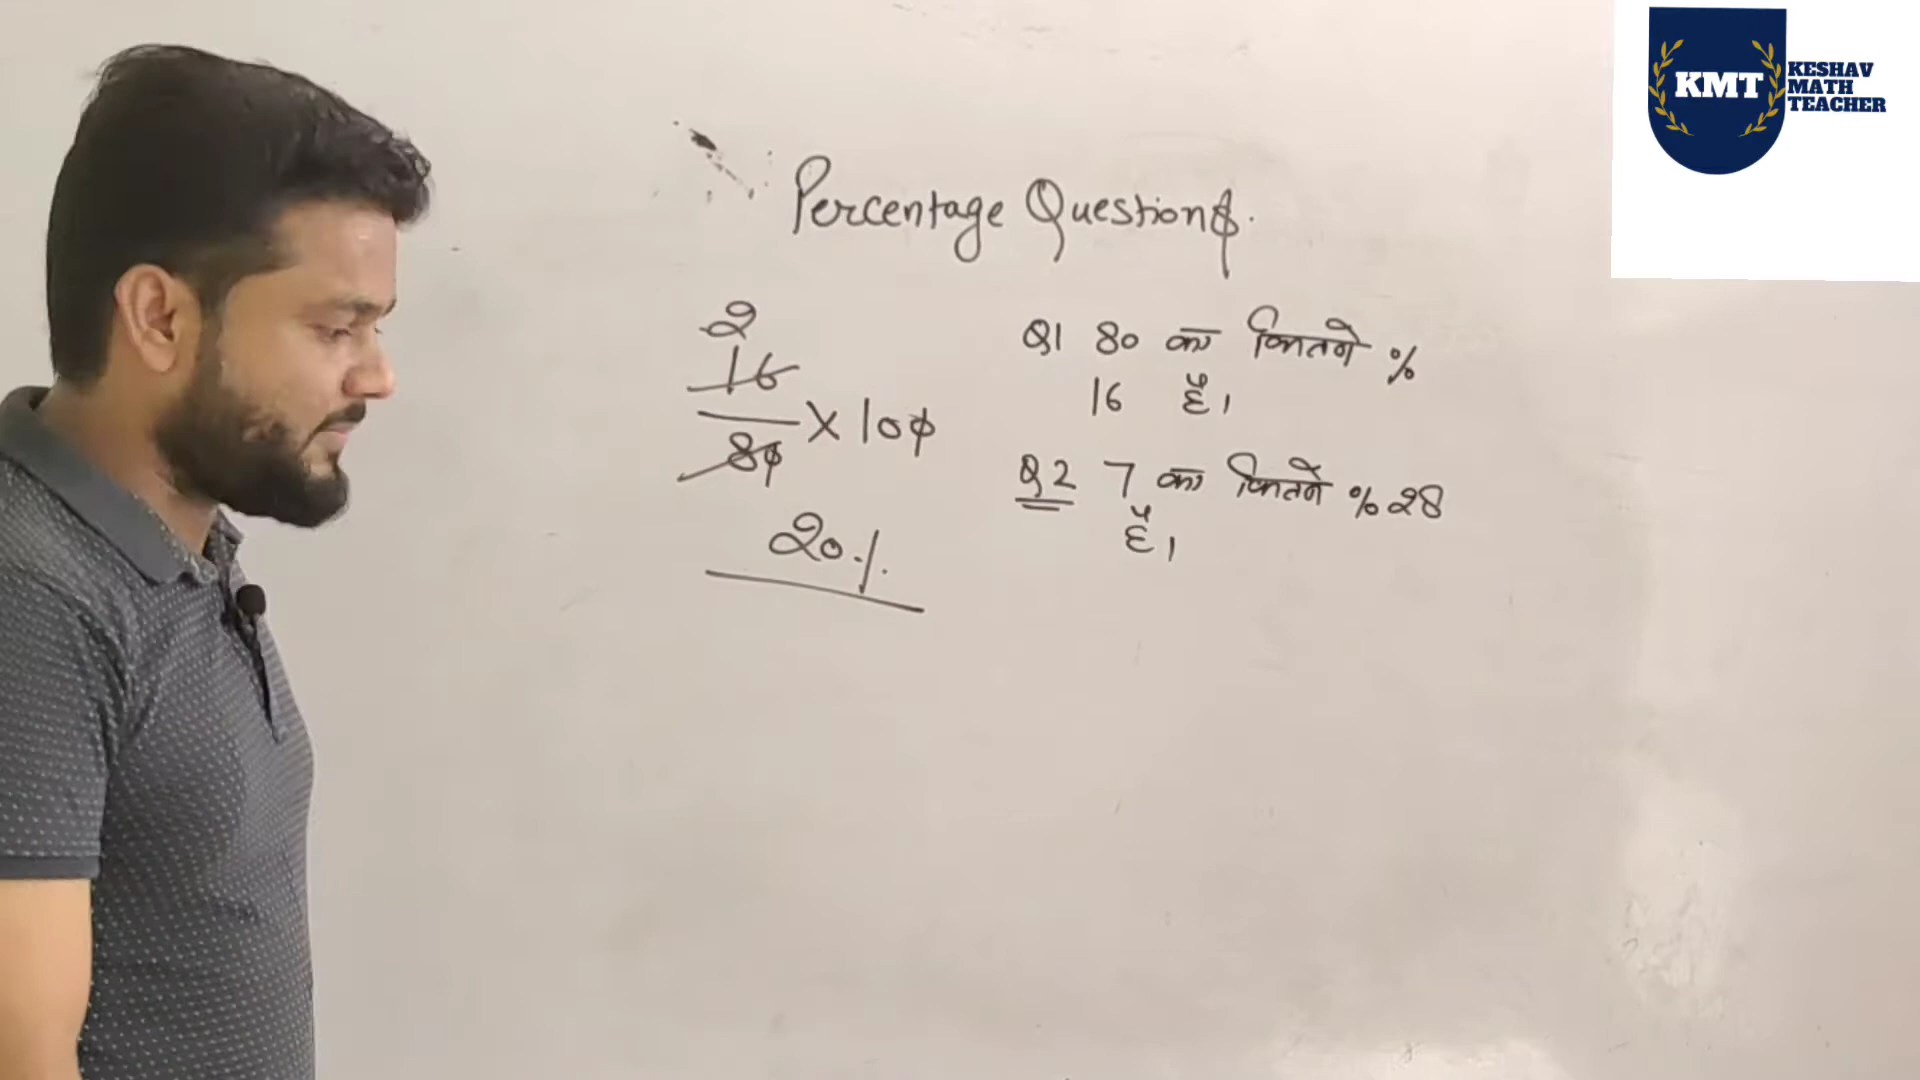 KMT
KESHAV
MATH
TEACHER
Percentage Questions.
2
16
80
× 100
20%
Q1 80 का कितने %
16 है।
Q2 7 का कितने % 28
है।